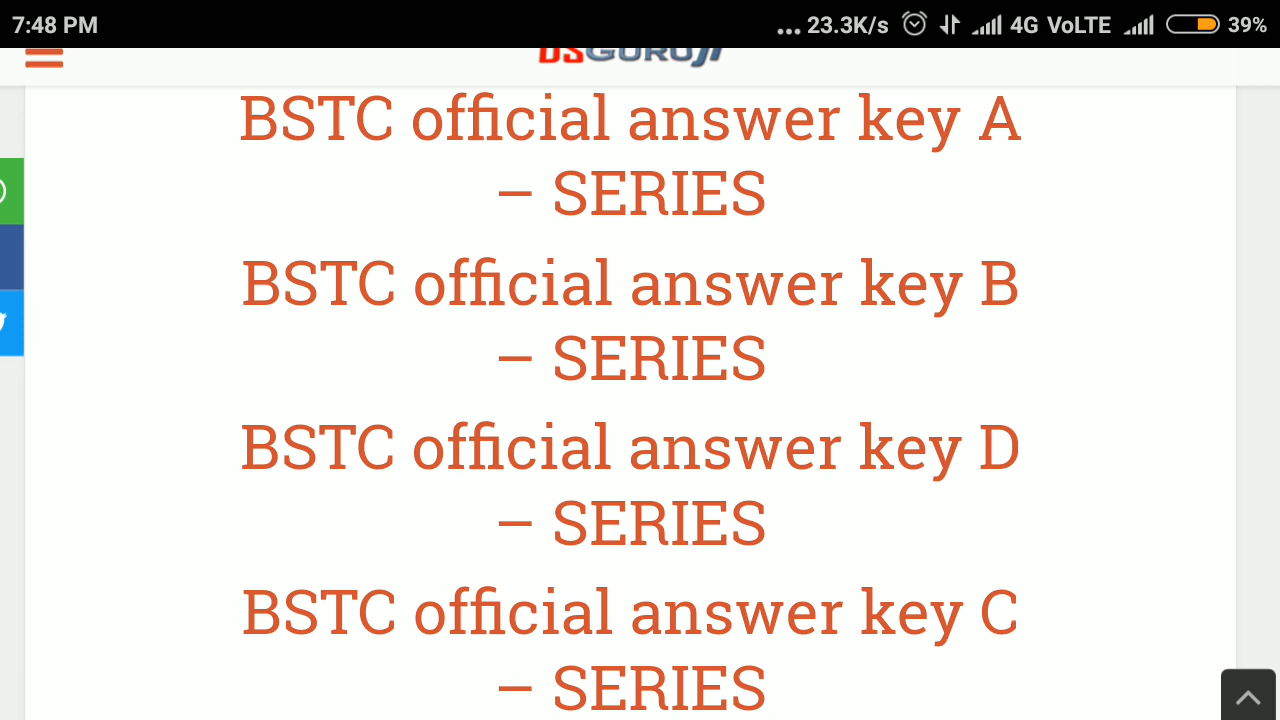 7:48 PM ... 23.3K/s 4G VoLTE 39%
DSGURUJI
BSTC official answer key A
– SERIES
BSTC official answer key B
– SERIES
BSTC official answer key D
– SERIES
BSTC official answer key C
– SERIES